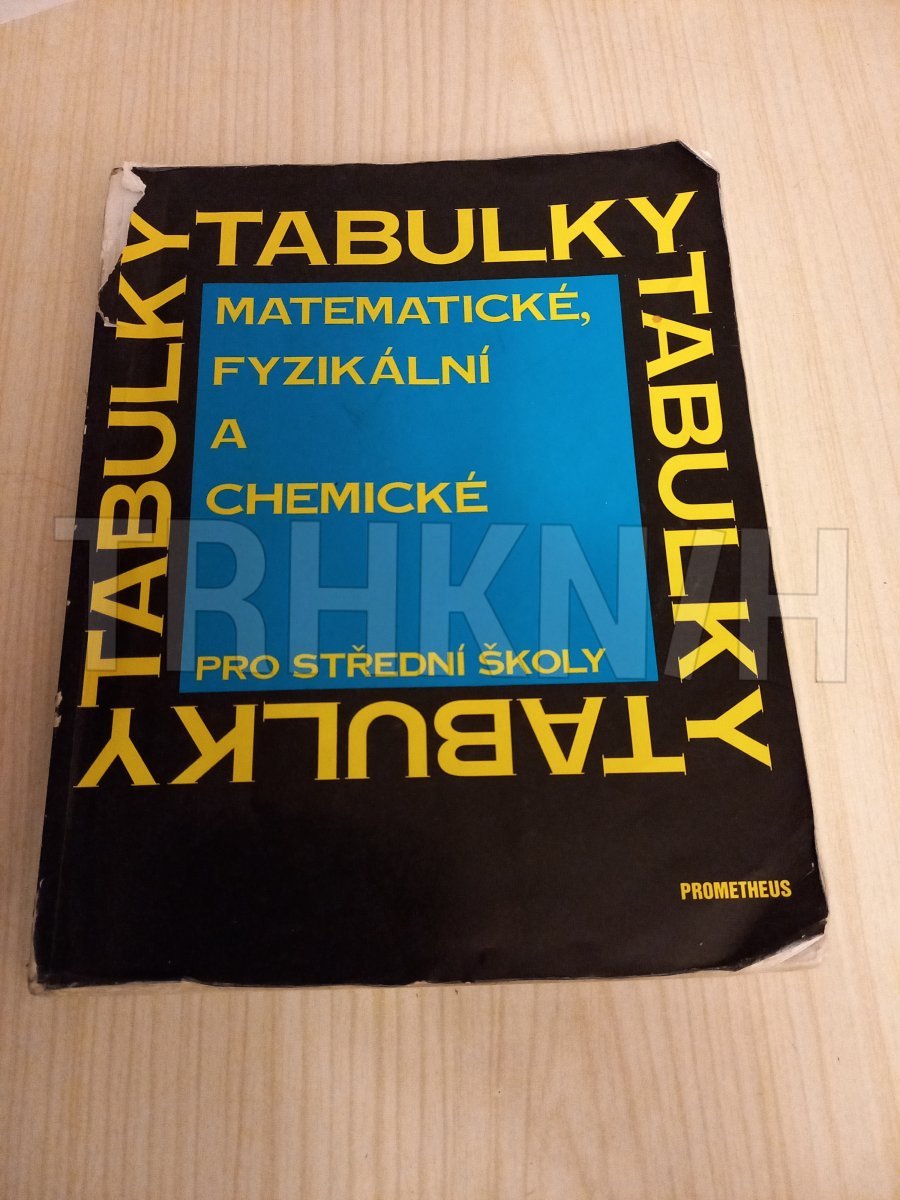 TABULKY
MATEMATICKÉ,
FYZIKÁLNÍ
A
CHEMICKÉ
PRO STŘEDNÍ ŠKOLY
TABULKY
TABULKY
TABULKY
PROMETHEUS
TRHKNIH